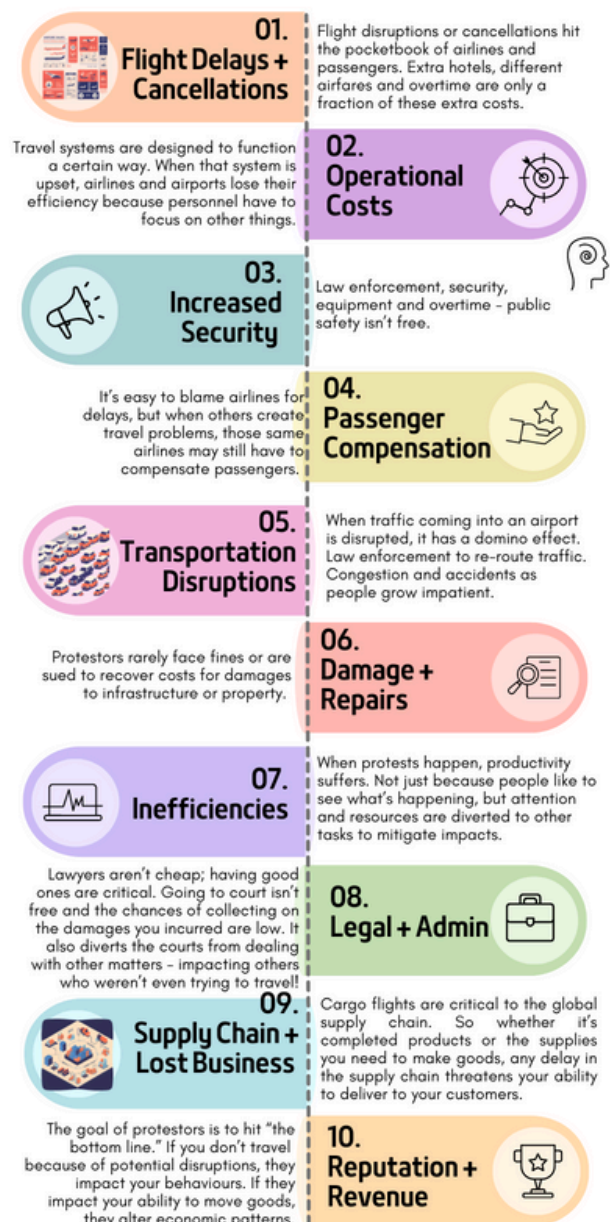 01.
Flight Delays +
Cancellations
Flight disruptions or cancellations hit
the pocketbook of airlines and
passengers. Extra hotels, different
airfares and overtime are only a
fraction of these extra costs.
02.
Operational
Costs
Travel systems are designed to function
a certain way. When that system is
upset, airlines and airports lose their
efficiency because personnel have to
focus on other things.
03.
Increased
Security
Law enforcement, security,
equipment and overtime - public
safety isn't free.
04.
Passenger
Compensation
It's easy to blame airlines for
delays, but when others create
travel problems, those same
airlines may still have to
compensate passengers.
05.
Transportation
Disruptions
When traffic coming into an airport
is disrupted, it has a domino effect.
Law enforcement to re-route traffic.
Congestion and accidents as
people grow impatient.
06.
Damage +
Repairs
Protestors rarely face fines or are
sued to recover costs for damages
to infrastructure or property.
07.
Inefficiencies
When protests happen, productivity
suffers. Not just because people like to
see what's happening, but attention
and resources are diverted to other
tasks to mitigate impacts.
08.
Legal + Admin
Lawyers aren't cheap; having good
ones are critical. Going to court isn't
free and the chances of collecting on
the damages you incurred are low. It
also diverts the courts from dealing
with other matters - impacting others
who weren't even trying to travel!
09.
Supply Chain +
Lost Business
Cargo flights are critical to the global
supply chain. So whether it's
completed products or the supplies
you need to make goods, any delay in
the supply chain threatens your ability
to deliver to your customers.
10.
Reputation +
Revenue
The goal of protestors is to hit "the
bottom line." If you don't travel
because of potential disruptions, they
impact your behaviours. If they
impact your ability to move goods,
they alter economic patterns.